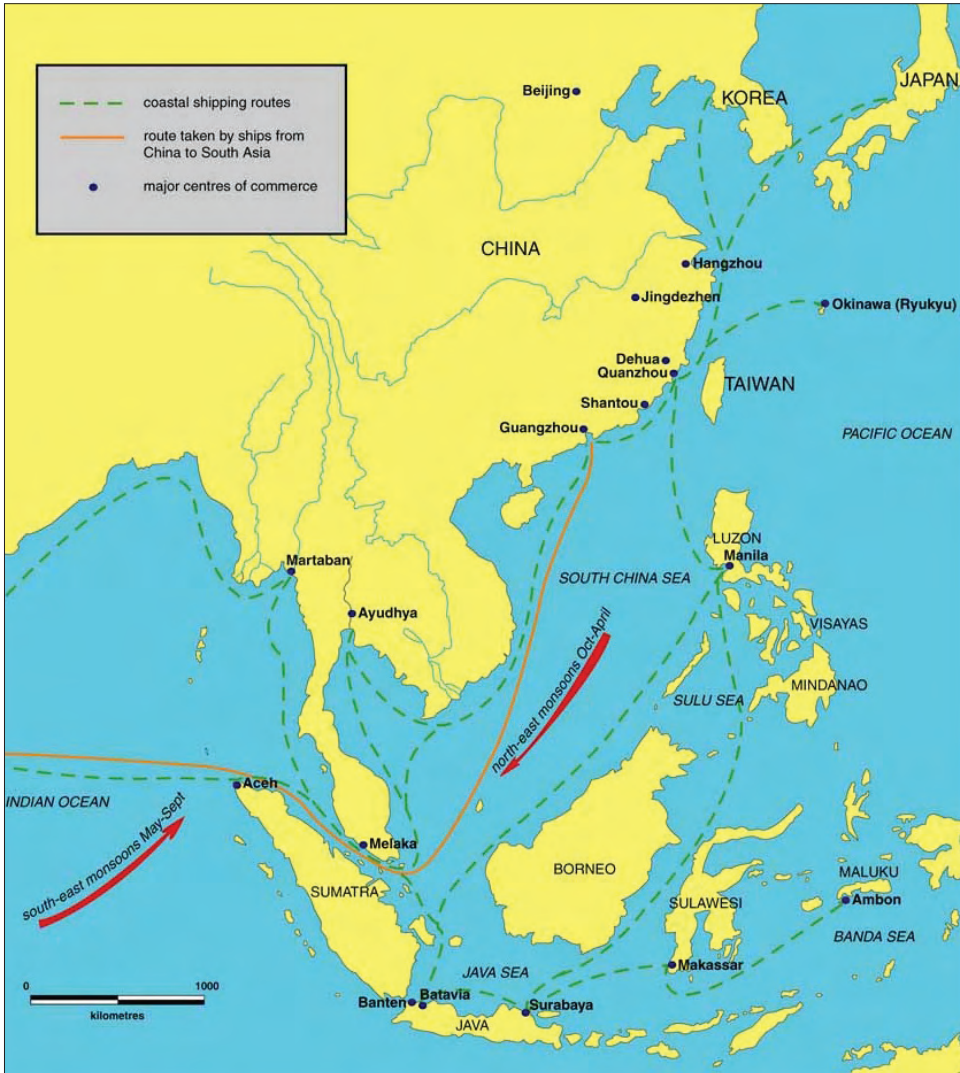 coastal shipping routes
route taken by ships from
China to South Asia
major centres of commerce
Beijing
KOREA
JAPAN
CHINA
Hangzhou
Jingdezhen
Okinawa (Ryukyu)
Dehua
Quanzhou
TAIWAN
Shantou
Guangzhou
PACIFIC OCEAN
LUZON
Manila
Martaban
SOUTH CHINA SEA
Ayudhya
VISAYAS
north-east monsoons Oct-April
MINDANAO
SULU SEA
Aceh
INDIAN OCEAN
south-east monsoons May-Sept
Melaka
BORNEO
MALUKU
SUMATRA
SULAWESI
Ambon
BANDA SEA
Makassar
JAVA SEA
0
1000
kilometres
Banten
Batavia
Surabaya
JAVA